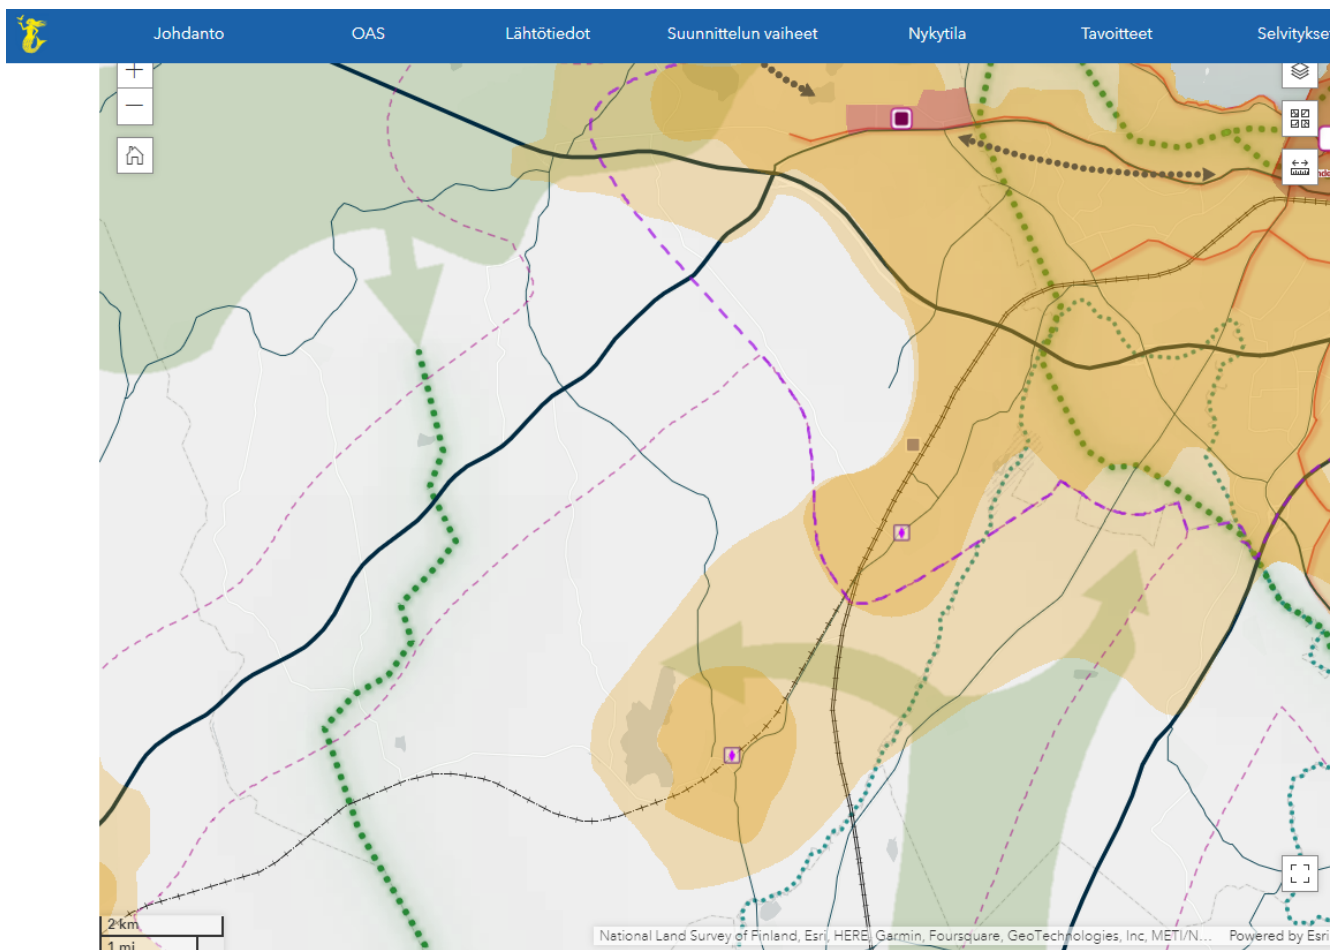 Johdanto
OAS
Lähtötiedot
Suunnittelun vaiheet
Nykytila
Tavoitteet
Selvitykse
2 km
1 mi
National Land Survey of Finland, Esri, HERE, Garmin, Foursquare, GeoTechnologies, Inc, METI/N...
Powered by Esri